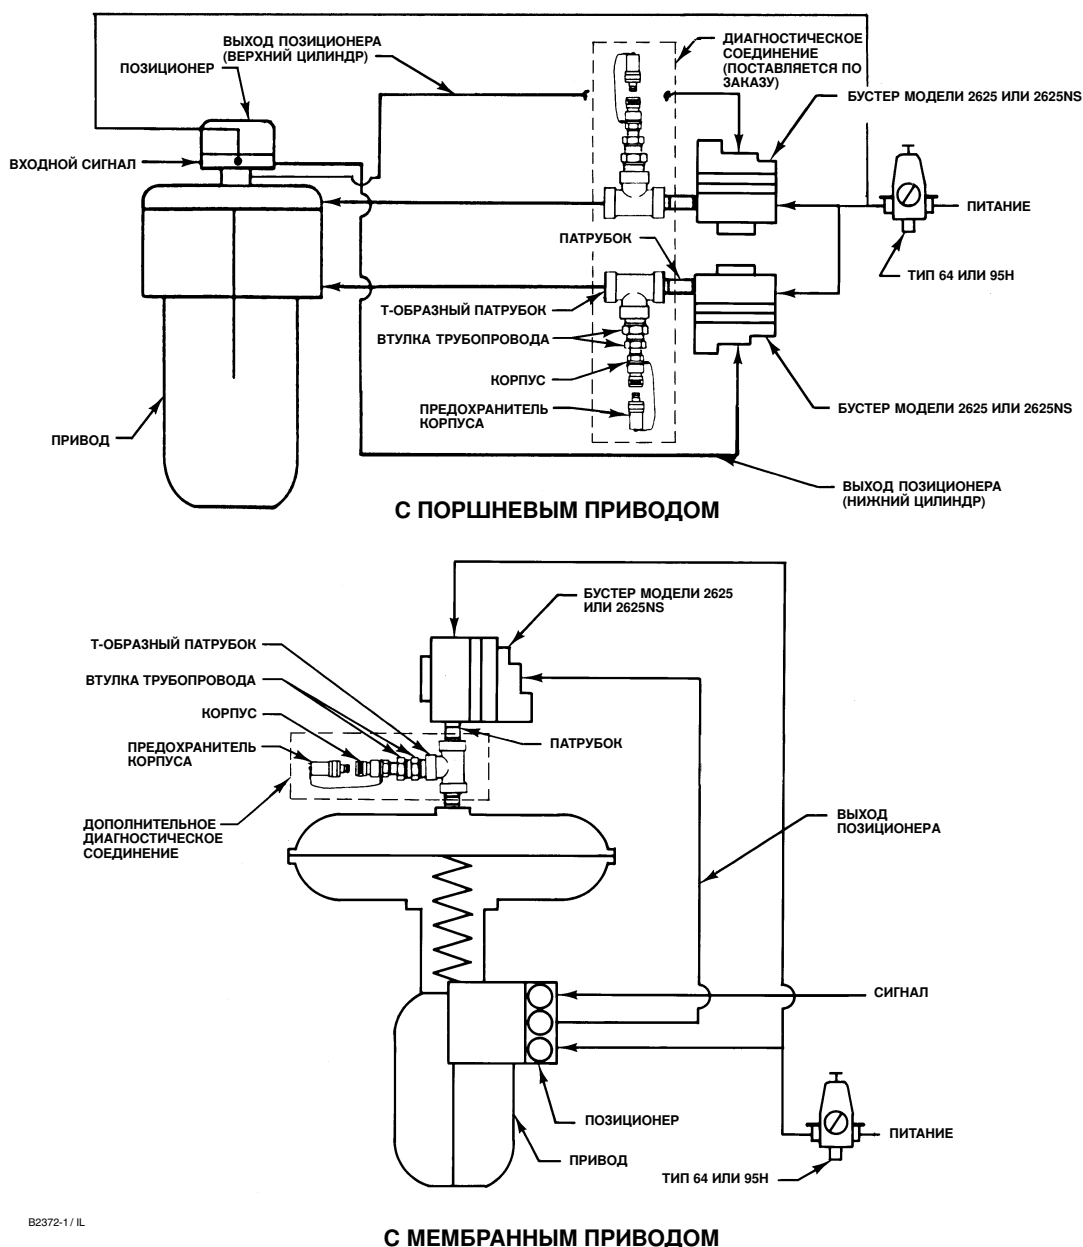 ВЫХОД ПОЗИЦИОНЕРА
(ВЕРХНИЙ ЦИЛИНДР)
ПОЗИЦИОНЕР
ДИАГНОСТИЧЕСКОЕ
СОЕДИНЕНИЕ
(ПОСТАВЛЯЕТСЯ ПО
ЗАКАЗУ)
БУСТЕР МОДЕЛИ 2625 ИЛИ 2625NS
ВХОДНОЙ СИГНАЛ
ПИТАНИЕ
ПАТРУБОК
ТИП 64 ИЛИ 95H
Т-ОБРАЗНЫЙ ПАТРУБОК
ВТУЛКА ТРУБОПРОВОДА
КОРПУС
ПРЕДОХРАНИТЕЛЬ
КОРПУСА
БУСТЕР МОДЕЛИ 2625 ИЛИ 2625NS
ПРИВОД
ВЫХОД ПОЗИЦИОНЕРА
(НИЖНИЙ ЦИЛИНДР)
С ПОРШНЕВЫМ ПРИВОДОМ
БУСТЕР МОДЕЛИ 2625
ИЛИ 2625NS
Т-ОБРАЗНЫЙ ПАТРУБОК
ВТУЛКА ТРУБОПРОВОДА
КОРПУС
ПРЕДОХРАНИТЕЛЬ
КОРПУСА
ПАТРУБОК
ДОПОЛНИТЕЛЬНОЕ
ДИАГНОСТИЧЕСКОЕ
СОЕДИНЕНИЕ
ВЫХОД
ПОЗИЦИОНЕРА
СИГНАЛ
ПОЗИЦИОНЕР
ПИТАНИЕ
ПРИВОД
ТИП 64 ИЛИ 95H
B2372-1 / IL
С МЕМБРАННЫМ ПРИВОДОМ